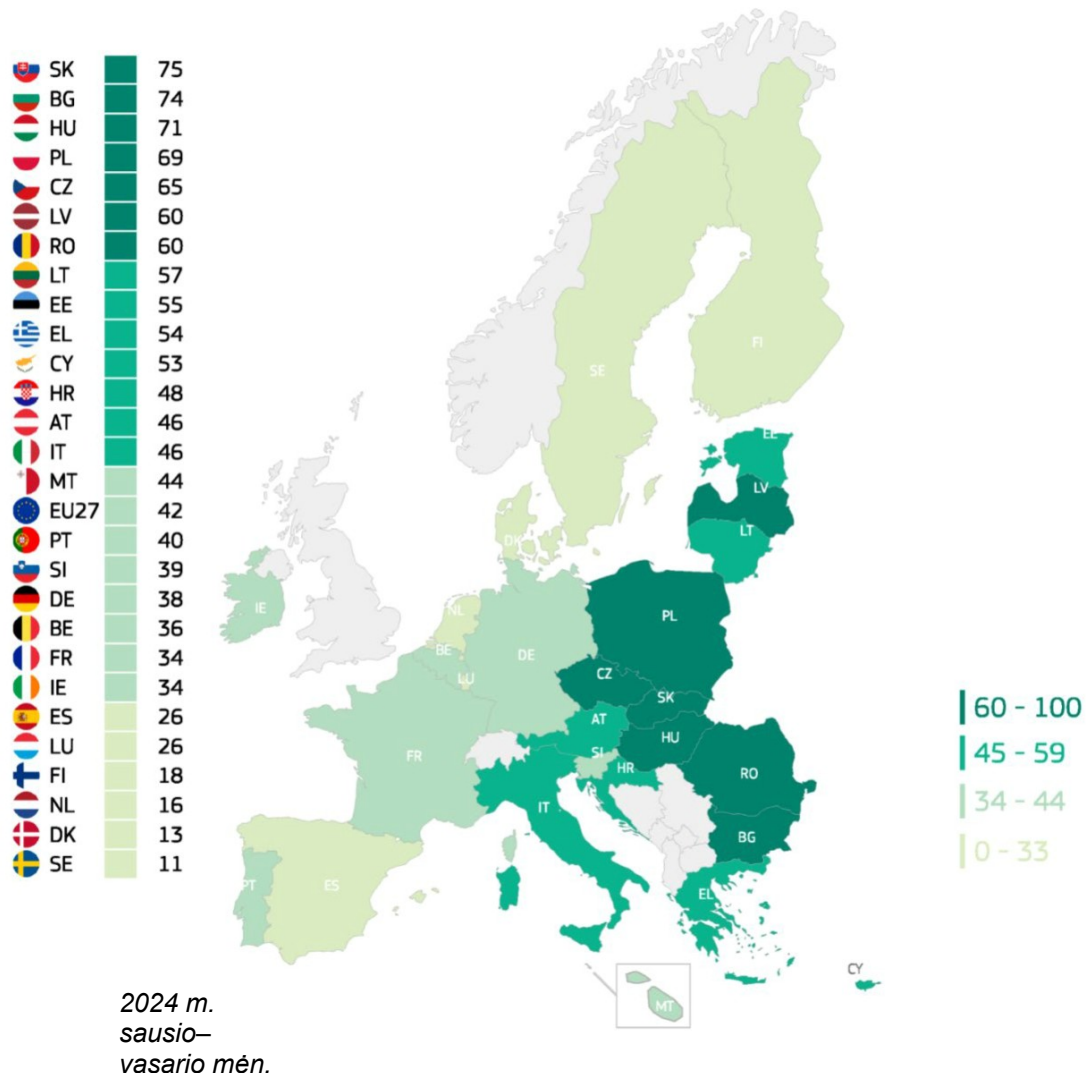 SK 75
BG 74
HU 71
PL 69
CZ 65
LV 60
RO 60
LT 57
EE 55
EL 54
CY 53
HR 48
AT 46
IT 46
MT 44
EU27 42
PT 40
SI 39
DE 38
BE 36
FR 34
IE 34
ES 26
LU 26
FI 18
NL 16
DK 13
SE 11
FI
SE
EE
LV
LT
DK
IE
NL
PL
BE
DE
CZ
LU
SK
AT
HU
SI
FR
HR
RO
IT
BG
PT
ES
EL
CY
MT
60 - 100
45 - 59
34 - 44
0 - 33
2024 m.
sausio–
vasario mėn.